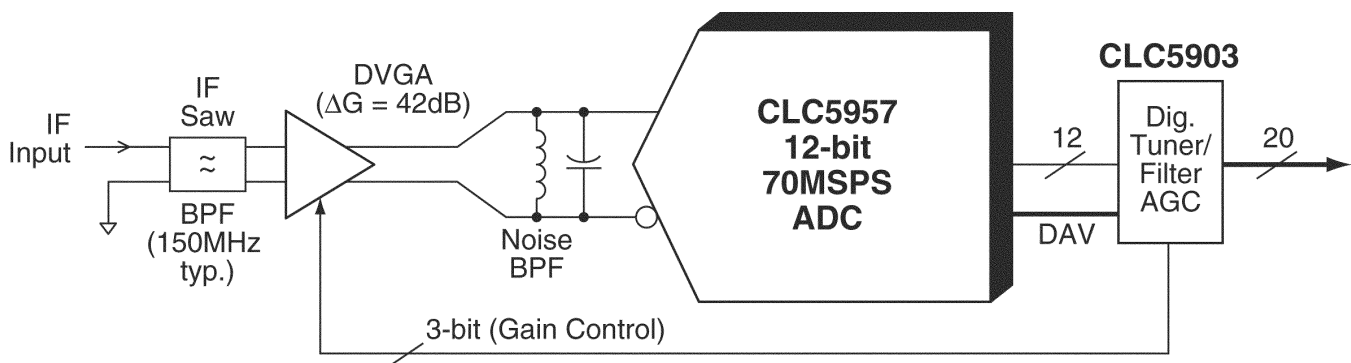 IF
Input
IF
Saw
≈
BPF
(150MHz
typ.)
DVGA
(ΔG = 42dB)
Noise
BPF
CLC5957
12-bit
70MSPS
ADC
12
DAV
CLC5903
Dig.
Tuner/
Filter
AGC
20
3-bit (Gain Control)